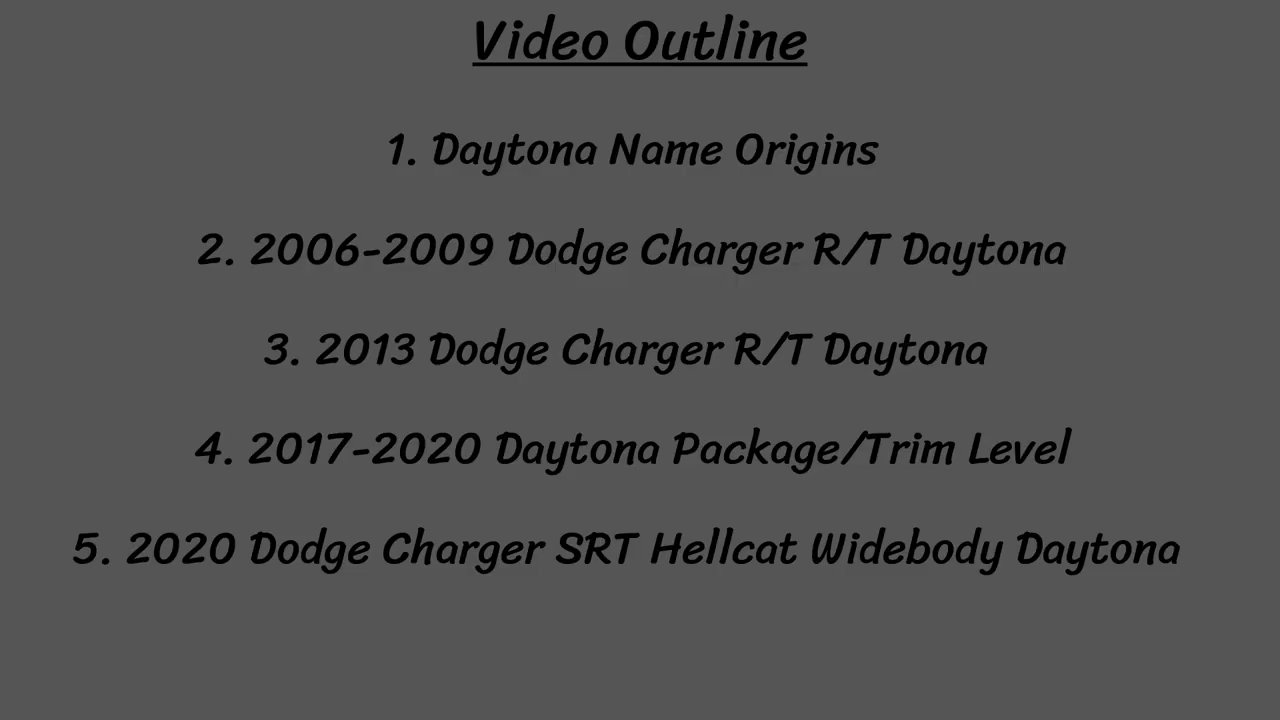 Video Outline
1. Daytona Name Origins
2. 2006-2009 Dodge Charger R/T Daytona
3. 2013 Dodge Charger R/T Daytona
4. 2017-2020 Daytona Package/Trim Level
5. 2020 Dodge Charger SRT Hellcat Widebody Daytona